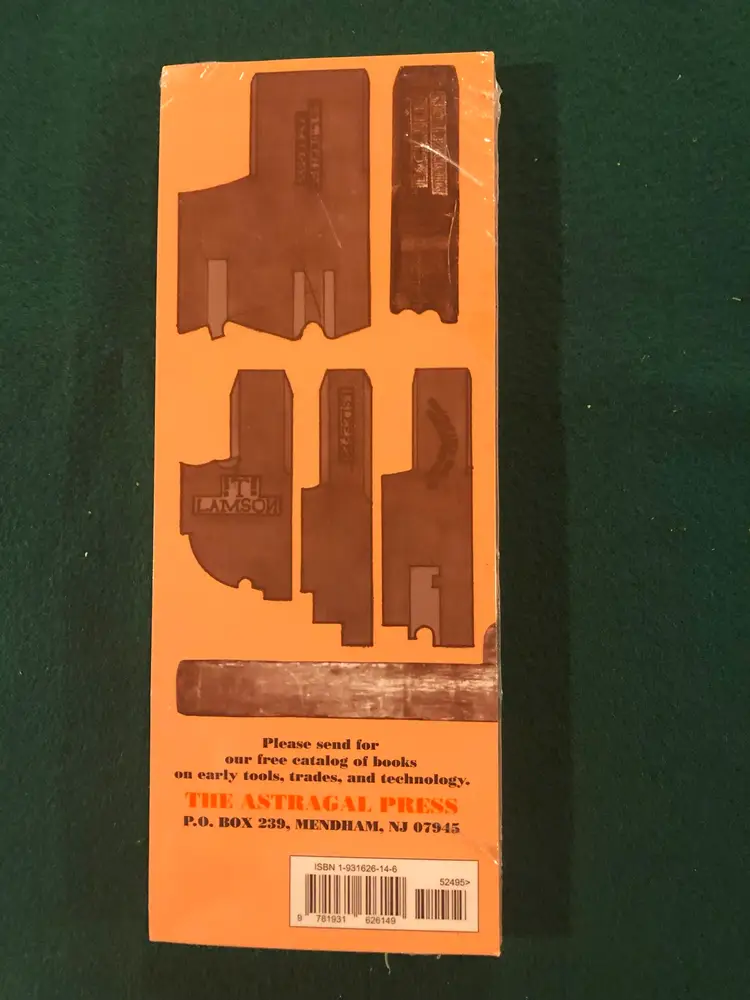 !T!
LAMSON
Please send for
our free catalog of books
on early tools, trades, and technology.
THE ASTRAGAL PRESS
P.O. BOX 239, MENDHAM, NJ 07945
ISBN 1-931626-14-6
52495>
9 781931 626149